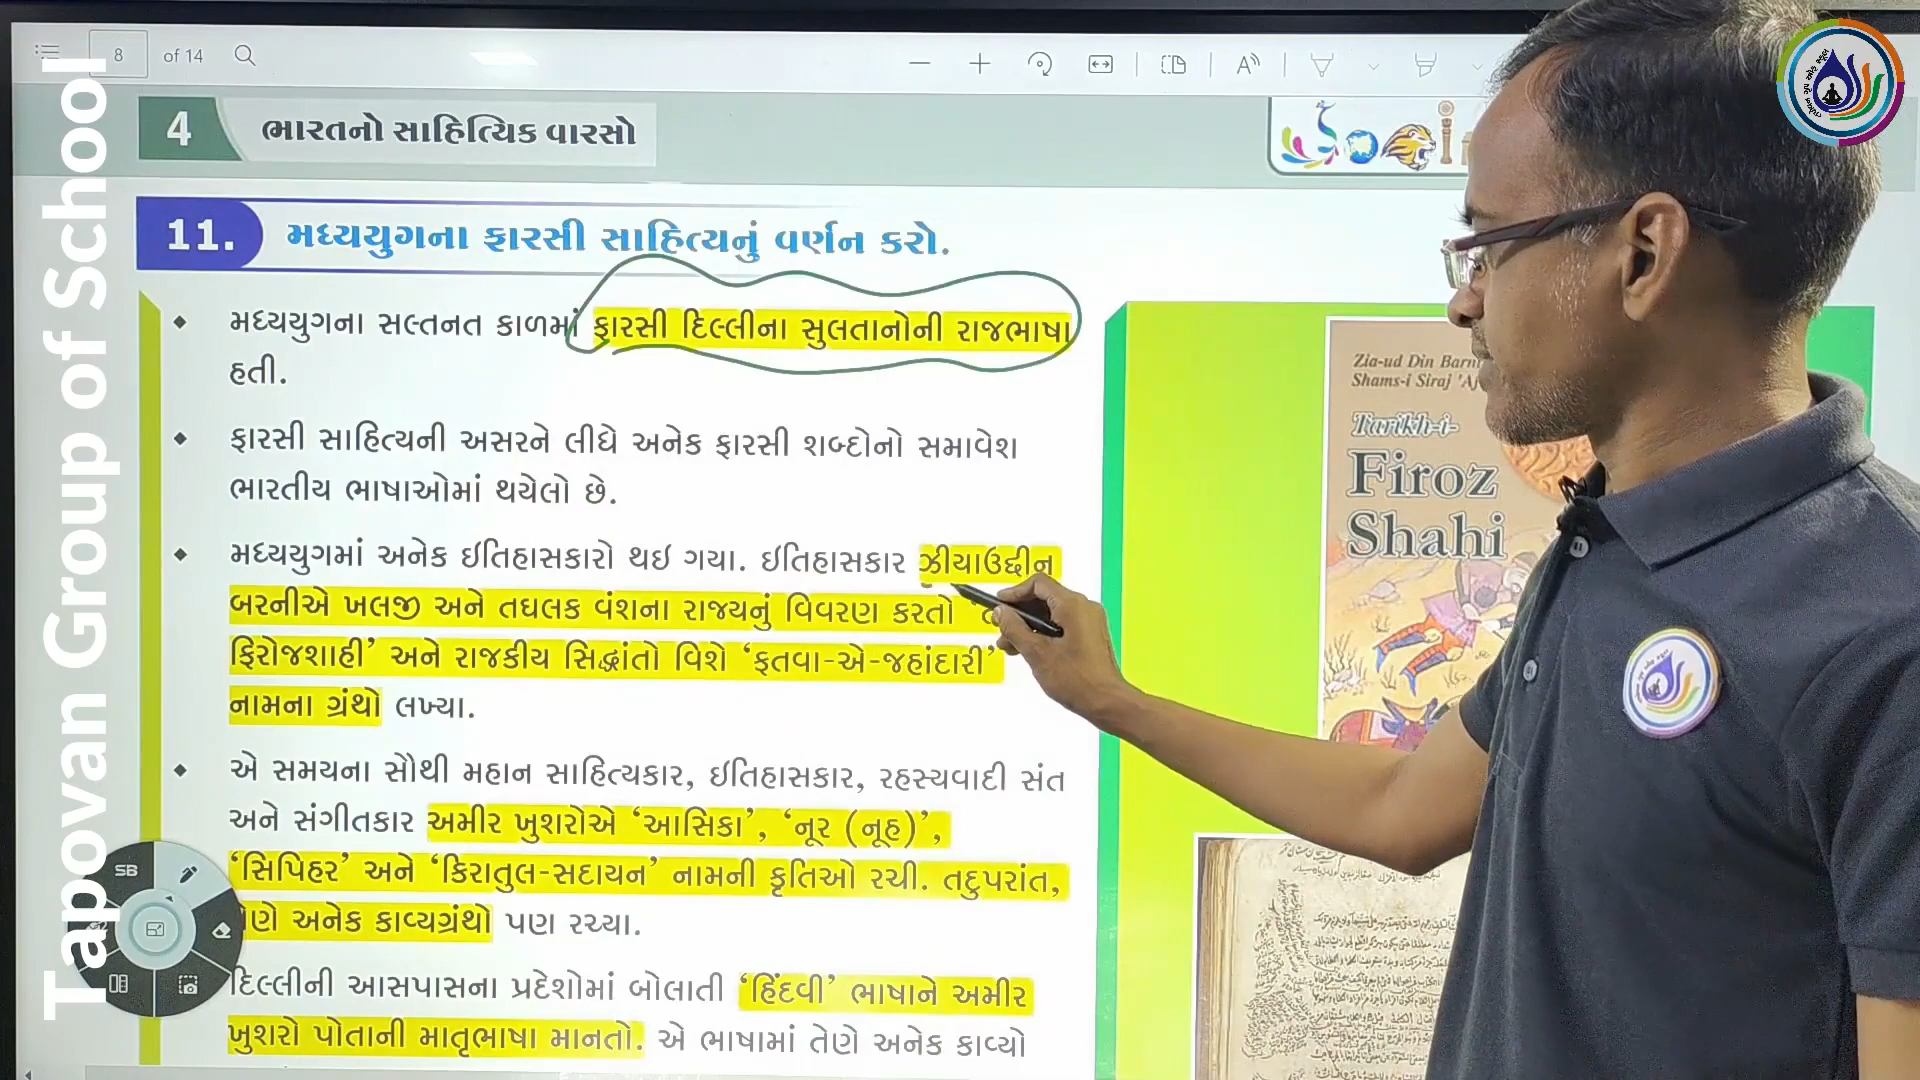 Tapovan Group of School
8 of 14
4 ભારતનો સાહિત્યિક વારસો
11. મધ્યયુગના ફારસી સાહિત્યનું વર્ણન કરો.
મધ્યયુગના સલ્તનત કાળમાં ફારસી દિલ્લીના સુલતાનોની રાજભાષા
હતી.
ફારસી સાહિત્યની અસરને લીધે અનેક ફારસી શબ્દોનો સમાવેશ
ભારતીય ભાષાઓમાં થયેલો છે.
મધ્યયુગમાં અનેક ઈતિહાસકારો થઈ ગયા. ઈતિહાસકાર ઝીયાઉદ્દીન
બરનીએ ખલજી અને તઘલક વંશના રાજ્યનું વિવરણ કરતો
ફિરોજશાહી’ અને રાજકીય સિદ્ધાંતો વિશે ‘ફતવા-એ-જહાંદારી’
નામના ગ્રંથો લખ્યા.
એ સમયના સૌથી મહાન સાહિત્યકાર, ઈતિહાસકાર, રહસ્યવાદી સંત
અને સંગીતકાર અમીર ખુશરોએ ‘આસિકા’, ‘નૂર (નૂહ)’,
‘સિપિહર’ અને ‘કિરાતુલ-સદાયન’ નામની કૃતિઓ રચી. તદુપરાંત,
અનેક કાવ્યગ્રંથો પણ રચ્યા.
દિલ્લીની આસપાસના પ્રદેશોમાં બોલાતી ‘હિંદવી’ ભાષાને અમીર
ખુશરો પોતાની માતૃભાષા માનતો. એ ભાષામાં તેણે અનેક કાવ્યો
Zia-ud Din
Shams-i Siraj
Tarikh-i-
Firoz
Shahi
SB